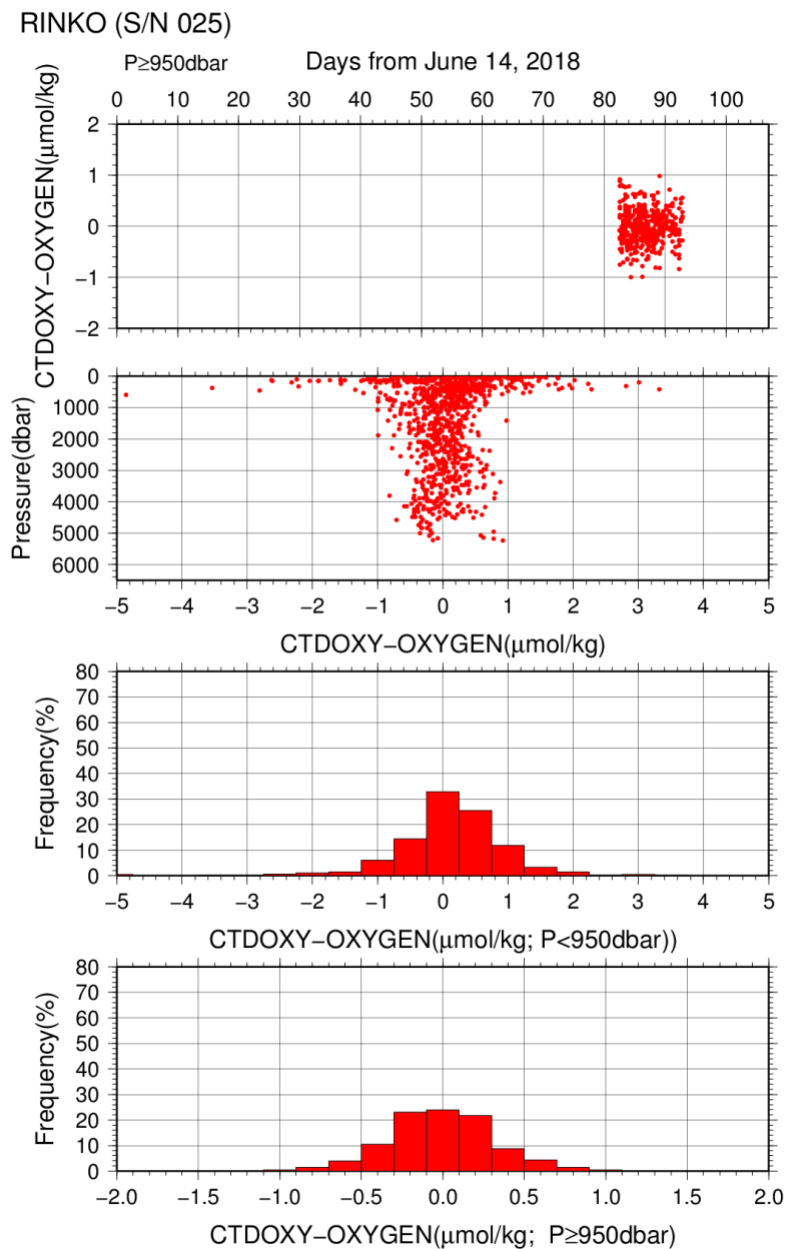 RINKO (S/N 025)
P≥950dbar Days from June 14, 2018
0 10 20 30 40 50 60 70 80 90 100
CTDOXY−OXYGEN(μmol/kg)
2
1
0
−1
−2
Pressure(dbar)
0
1000
2000
3000
4000
5000
6000
−5 −4 −3 −2 −1 0 1 2 3 4 5
CTDOXY−OXYGEN(μmol/kg)
Frequency(%)
80
70
60
50
40
30
20
10
0
−5 −4 −3 −2 −1 0 1 2 3 4 5
CTDOXY−OXYGEN(μmol/kg; P<950dbar))
Frequency(%)
80
70
60
50
40
30
20
10
0
−2.0 −1.5 −1.0 −0.5 0.0 0.5 1.0 1.5 2.0
CTDOXY−OXYGEN(μmol/kg; P≥950dbar)